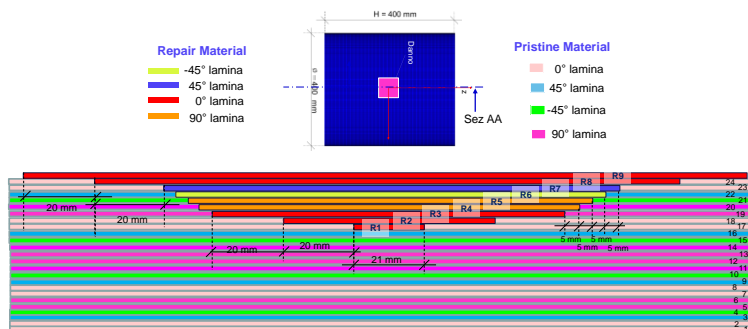 H = 400 mm
Repair Material
-45° lamina
45° lamina
0° lamina
90° lamina
Danno
z
Sez AA
Pristine Material
0° lamina
45° lamina
-45° lamina
90° lamina
R9
R8
R7
R6
R5
R4
R3
R2
R1
20 mm
20 mm
20 mm
20 mm
21 mm
5 mm
5 mm
5 mm
5 mm
24
23
22
21
20
19
18
17
16
15
14
13
12
11
10
9
8
7
6
5
4
3
2